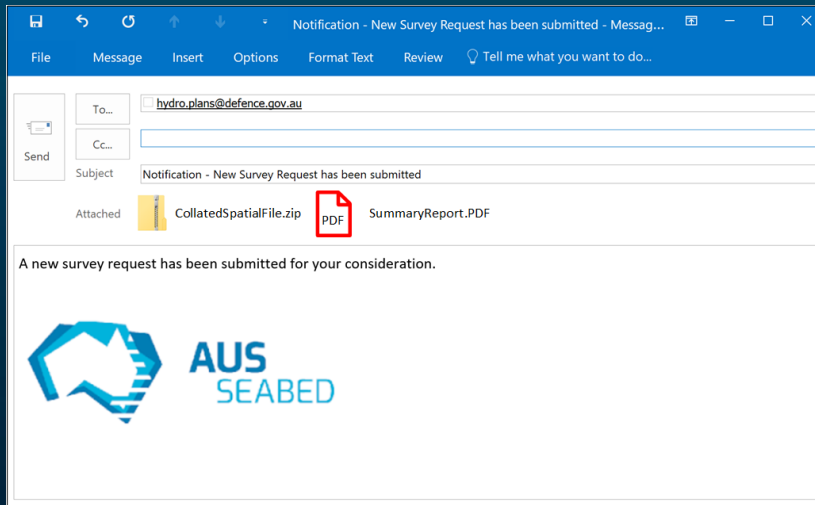 Notification - New Survey Request has been submitted - Messag...
File Message Insert Options Format Text Review Tell me what you want to do...
To... hydro.plans@defence.gov.au
Cc...
Send
Subject Notification - New Survey Request has been submitted
Attached CollatedSpatialFile.zip PDF SummaryReport.PDF
A new survey request has been submitted for your consideration.
AUS
SEABED